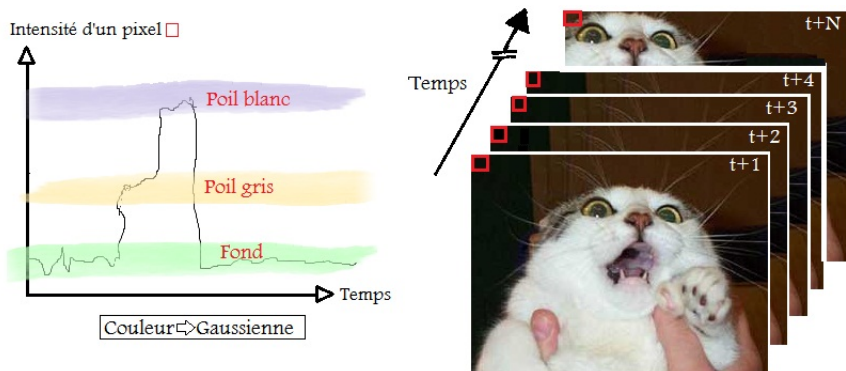 Intensité d'un pixel
Poil blanc
Poil gris
Fond
Temps
Couleur⇨Gaussienne
Temps
t+N
t+4
t+3
t+2
t+1